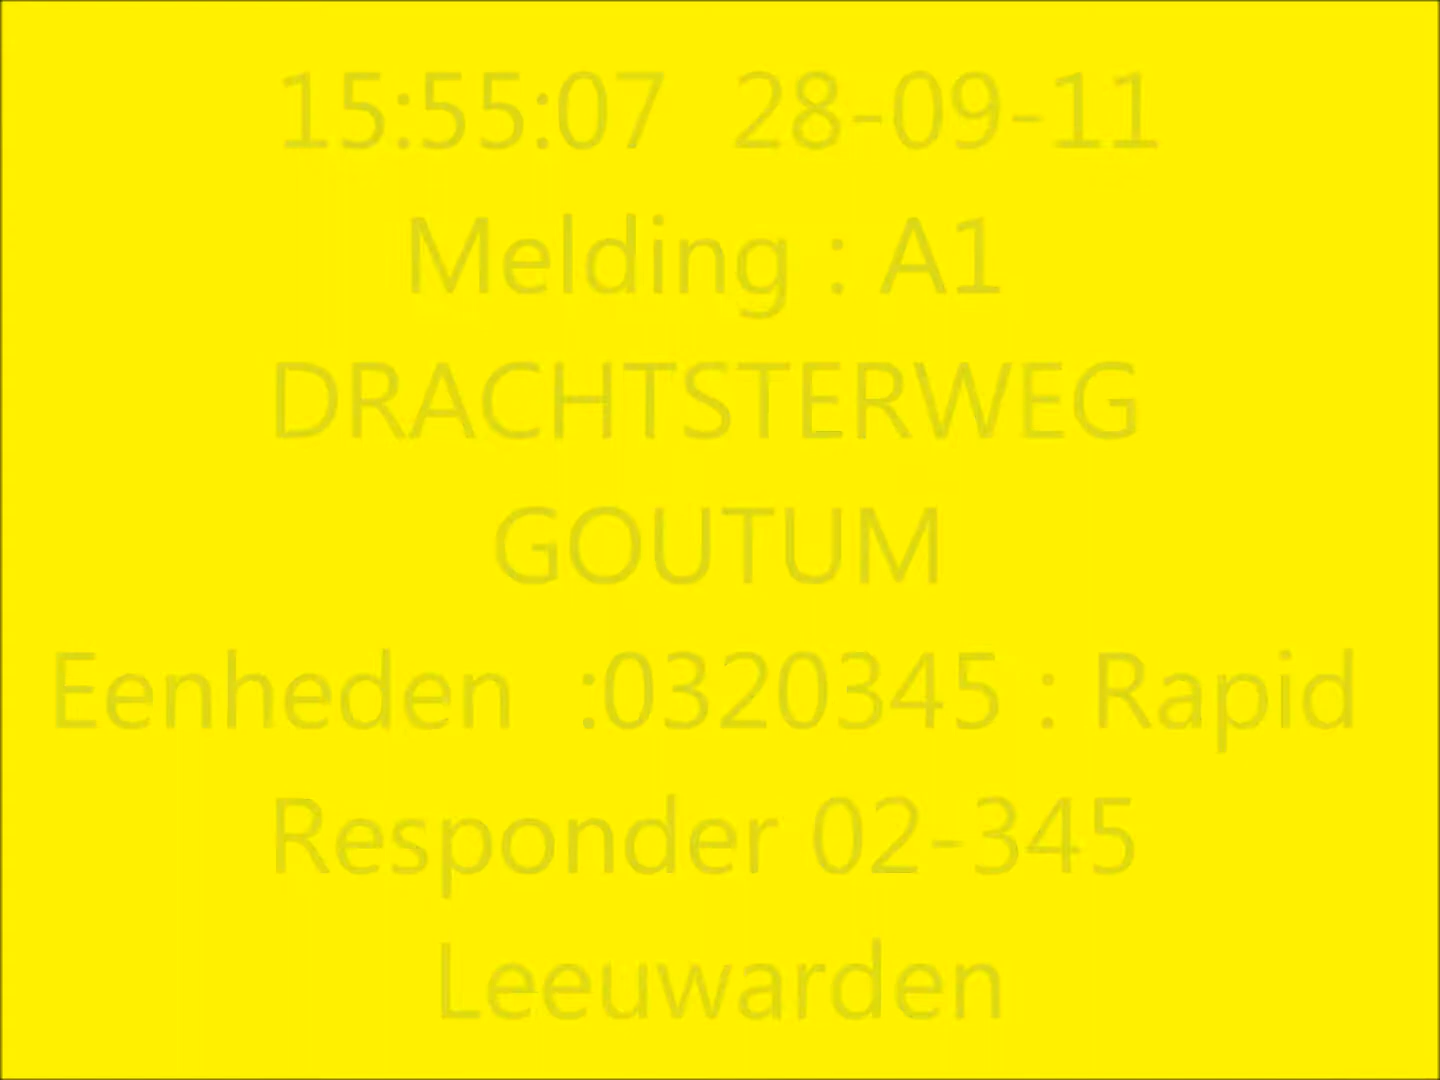 15:55:07  28-09-11
Melding : A1
DRACHTSTERWEG
GOUTUM
Eenheden  :0320345 : Rapid
Responder 02-345
Leeuwarden